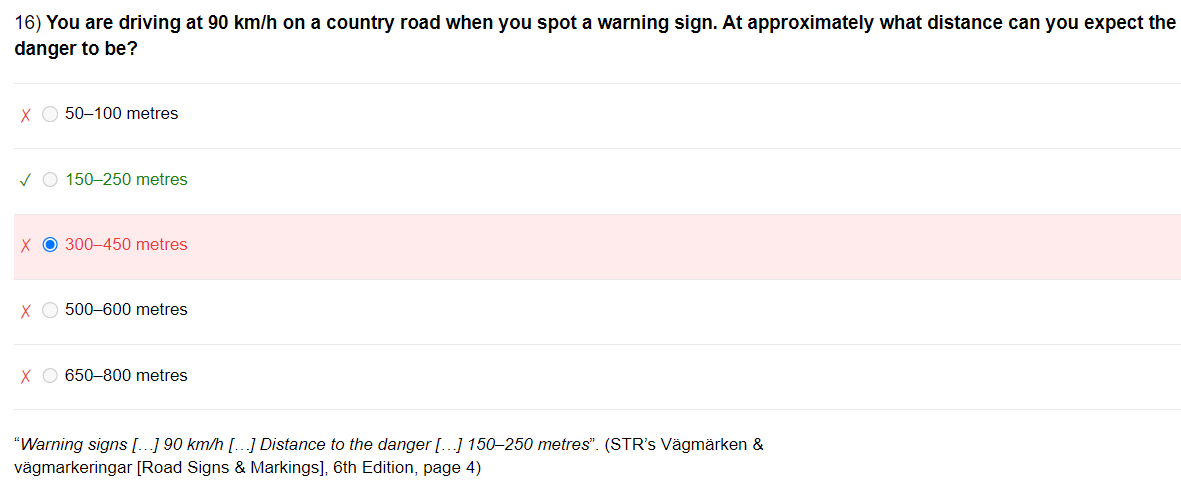 16) You are driving at 90 km/h on a country road when you spot a warning sign. At approximately what distance can you expect the
danger to be?
✗ 50–100 metres
✓ 150–250 metres
✗ 300–450 metres
✗ 500–600 metres
✗ 650–800 metres
“Warning signs […] 90 km/h […] Distance to the danger […] 150–250 metres”. (STR’s Vägmärken &
vägmarkeringar [Road Signs & Markings], 6th Edition, page 4)